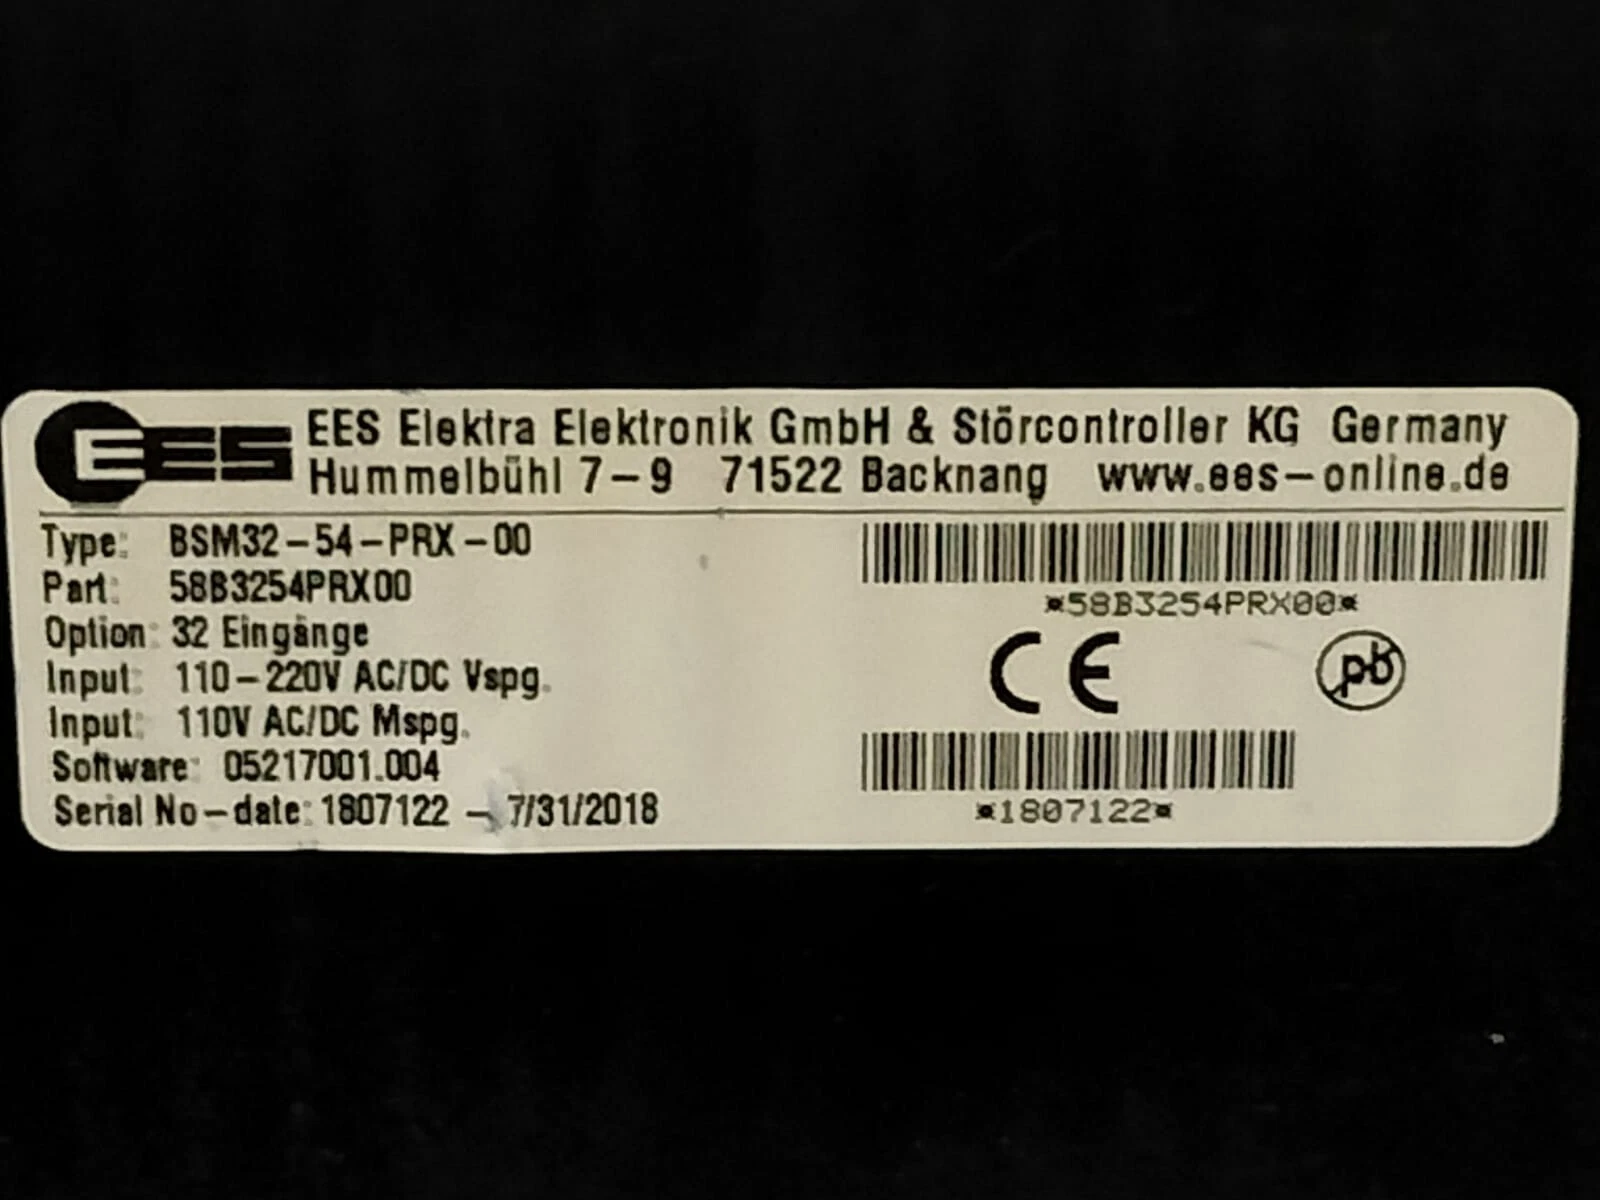 EES EES Elektra Elektronik GmbH & Störcontroller KG Germany
Hummelbühl 7-9 71522 Backnang www.ees-online.de
Type: BSM32-54-PRX-00
Part: 58B3254PRX00
*58B3254PRX00*
Option: 32 Eingänge
Input: 110-220V AC/DC Vspg.
CE pb
Input: 110V AC/DC Mspg.
Software: 05217001.004
Serial No-date: 1807122 - 7/31/2018
*1807122*